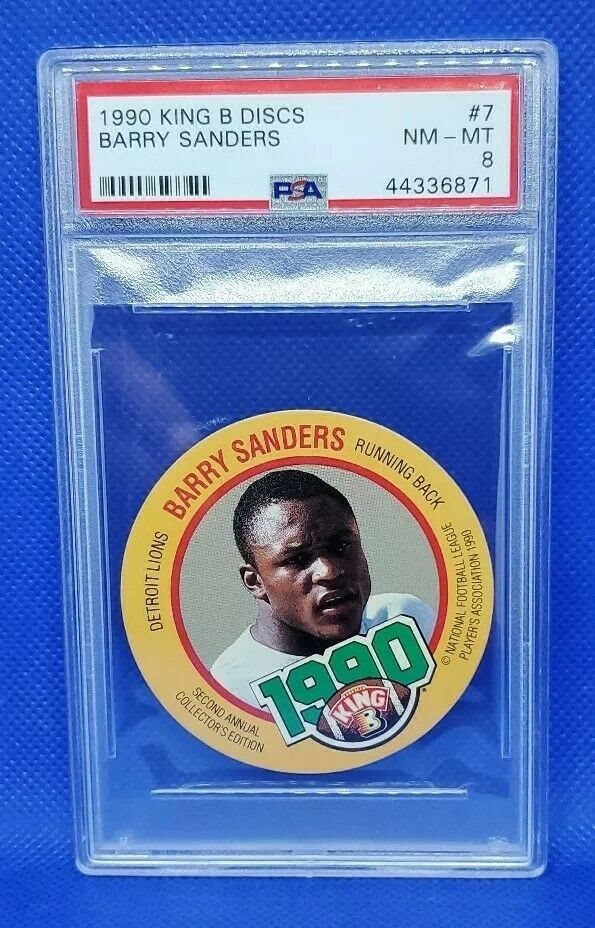 1990 KING B DISCS #7
BARRY SANDERS NM - MT
8
PSA 44336871
DETROIT LIONS BARRY SANDERS RUNNING BACK
© NATIONAL FOOTBALL LEAGUE
PLAYER'S ASSOCIATION 1990
1990
KING
B
SECOND ANNUAL
COLLECTOR'S EDITION